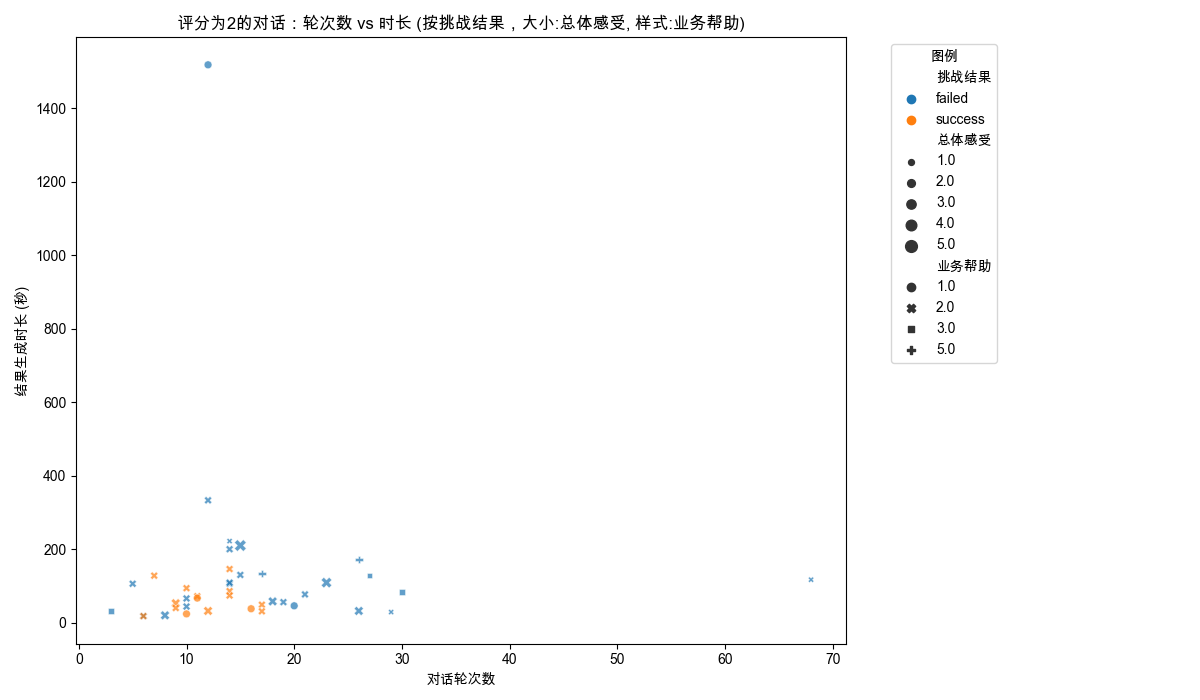 评分为2的对话：轮次数 vs 时长 (按挑战结果，大小:总体感受, 样式:业务帮助)
结果生成时长 (秒)
1400
1200
1000
800
600
400
200
0
0 10 20 30 40 50 60 70
对话轮次数
图例
挑战结果
failed
success
总体感受
1.0
2.0
3.0
4.0
5.0
业务帮助
1.0
2.0
3.0
5.0